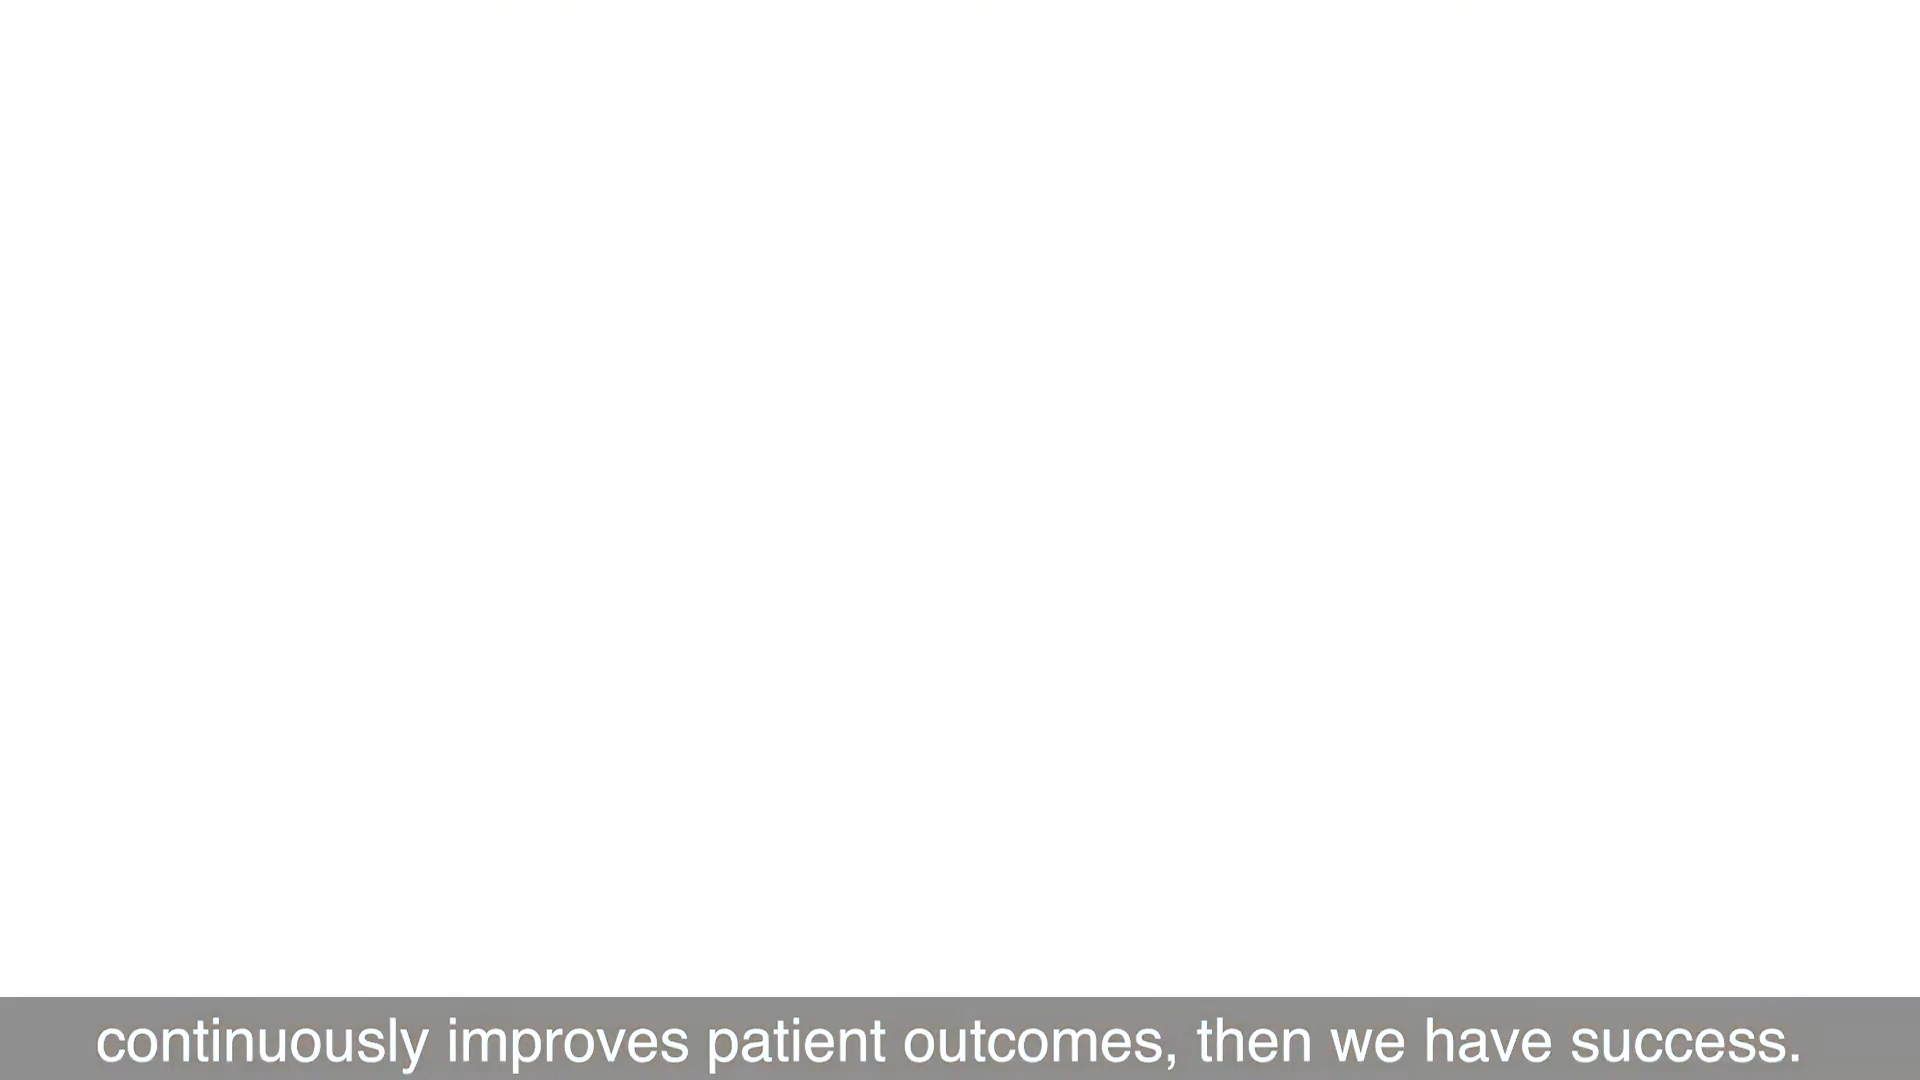 continuously improves patient outcomes, then we have success.